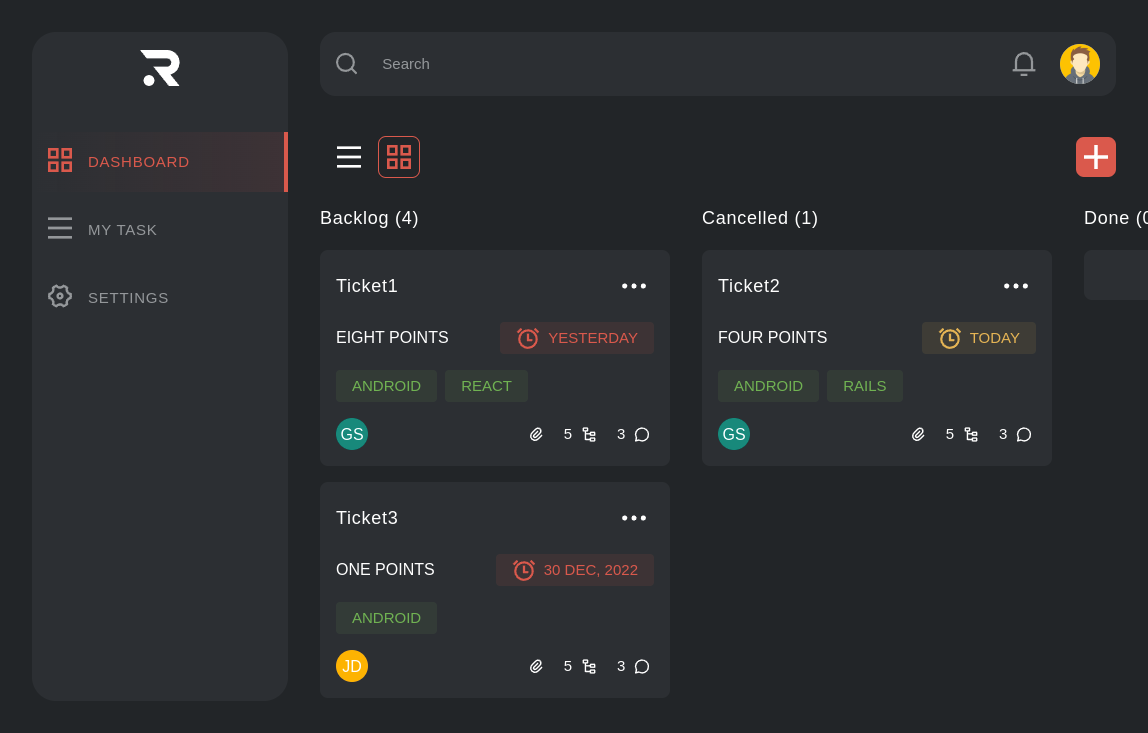 Search
DASHBOARD
MY TASK
SETTINGS
Backlog (4)
Ticket1
EIGHT POINTS
YESTERDAY
ANDROID
REACT
GS
5
3
Ticket3
ONE POINTS
30 DEC, 2022
ANDROID
JD
5
3
Cancelled (1)
Ticket2
FOUR POINTS
TODAY
ANDROID
RAILS
GS
5
3
Done (0